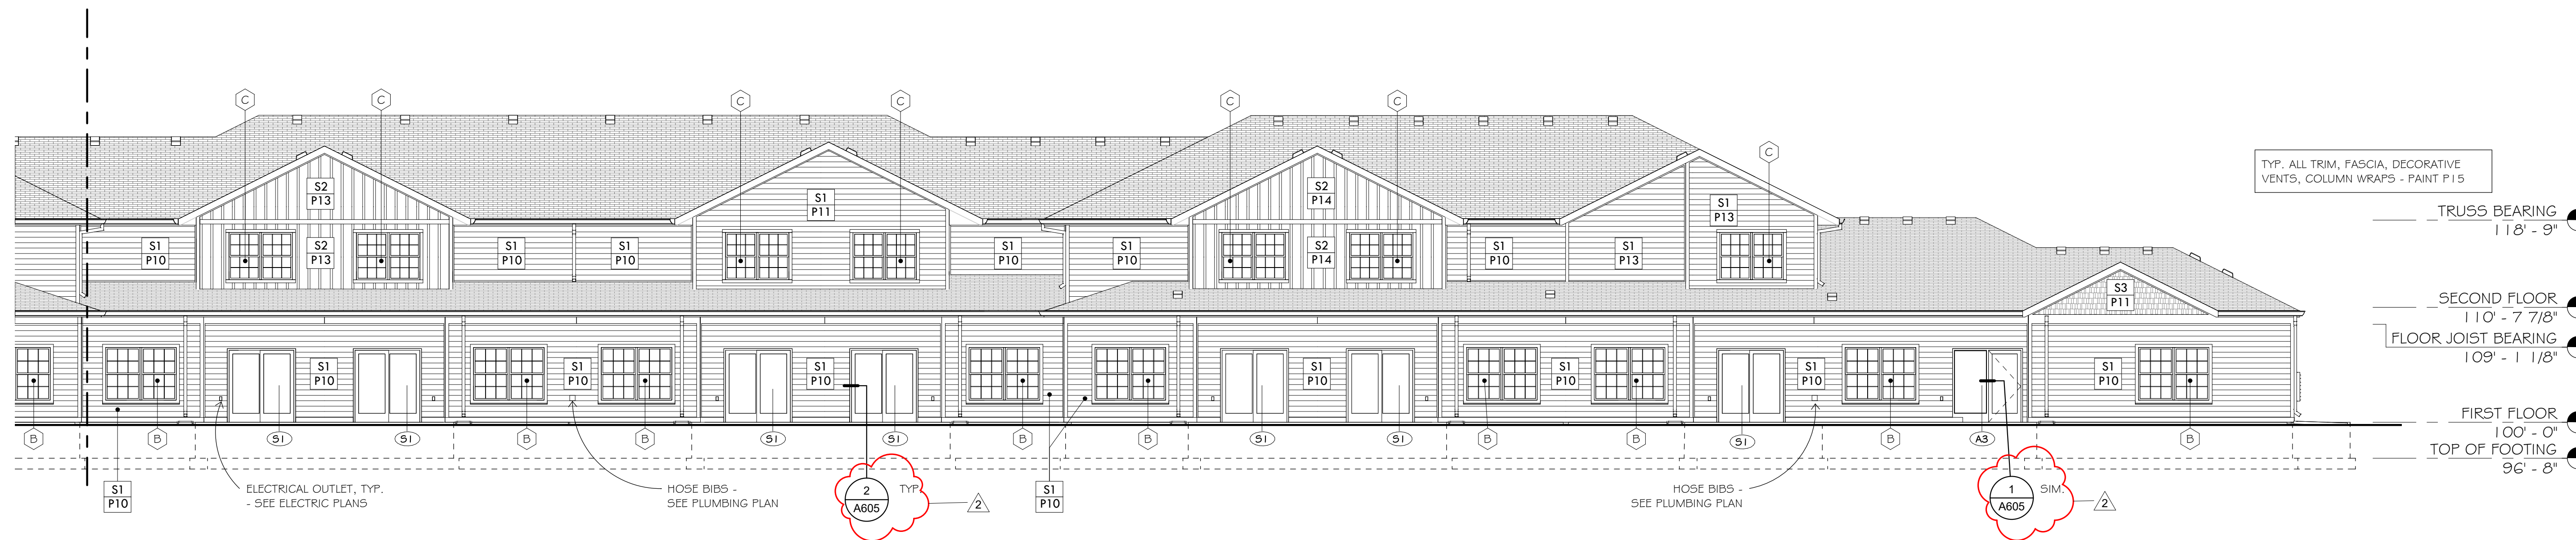 C
C
C
C
C
C
C
TYP. ALL TRIM, FASCIA, DECORATIVE
VENTS, COLUMN WRAPS - PAINT P15
S2
P13
S1
P11
S2
P14
S1
P13
TRUSS BEARING
118' - 9"
S1
P10
S2
P13
S1
P10
S1
P10
S1
P10
S1
P10
S2
P14
S1
P10
S1
P13
S3
P11
SECOND FLOOR
110' - 7 7/8"
FLOOR JOIST BEARING
109' - 1 1/8"
S1
P10
S1
P10
S1
P10
S1
P10
S1
P10
S1
P10
S1
P10
FIRST FLOOR
100' - 0"
B
B
S1
S1
B
B
S1
S1
B
B
S1
S1
B
B
S1
B
A3
B
TOP OF FOOTING
96' - 8"
S1
P10
ELECTRICAL OUTLET, TYP.
- SEE ELECTRIC PLANS
HOSE BIBS -
SEE PLUMBING PLAN
2
A605
TYP.
2
S1
P10
HOSE BIBS -
SEE PLUMBING PLAN
1
A605
SIM.
2